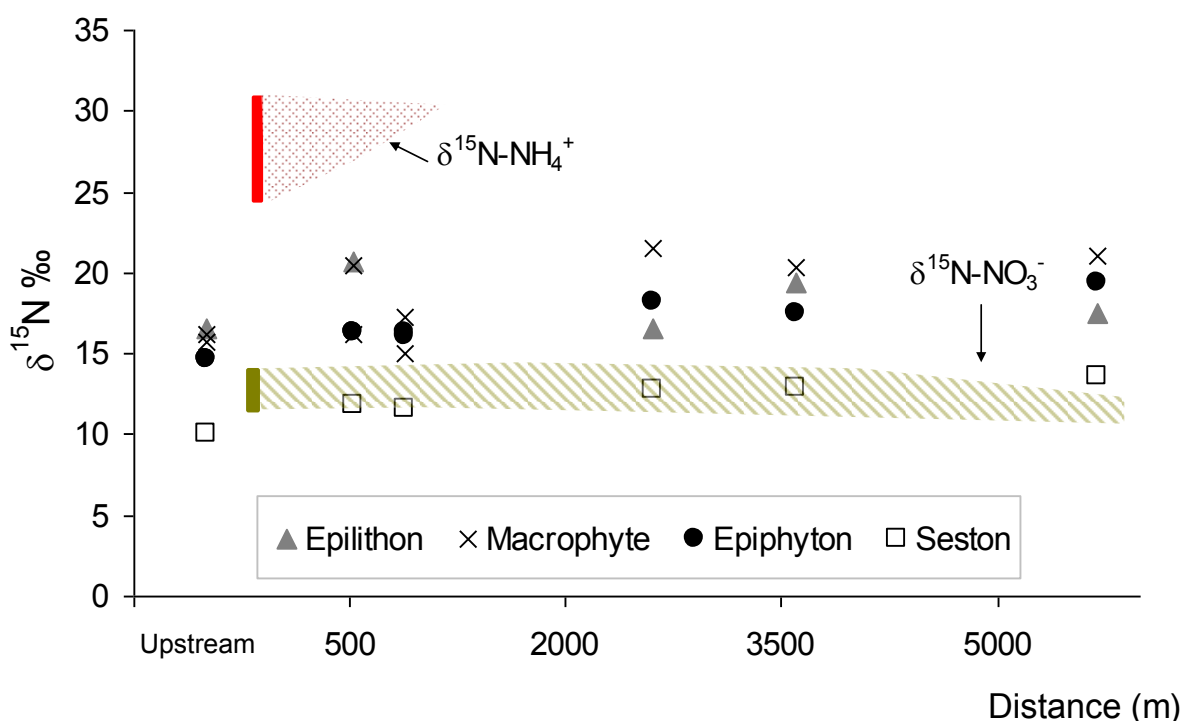 35
30
25
20
15
10
5
0
δ¹⁵N ‰
δ¹⁵N-NH₄⁺
δ¹⁵N-NO₃⁻
Epilithon Macrophyte Epiphyton Seston
Upstream 500 2000 3500 5000
Distance (m)